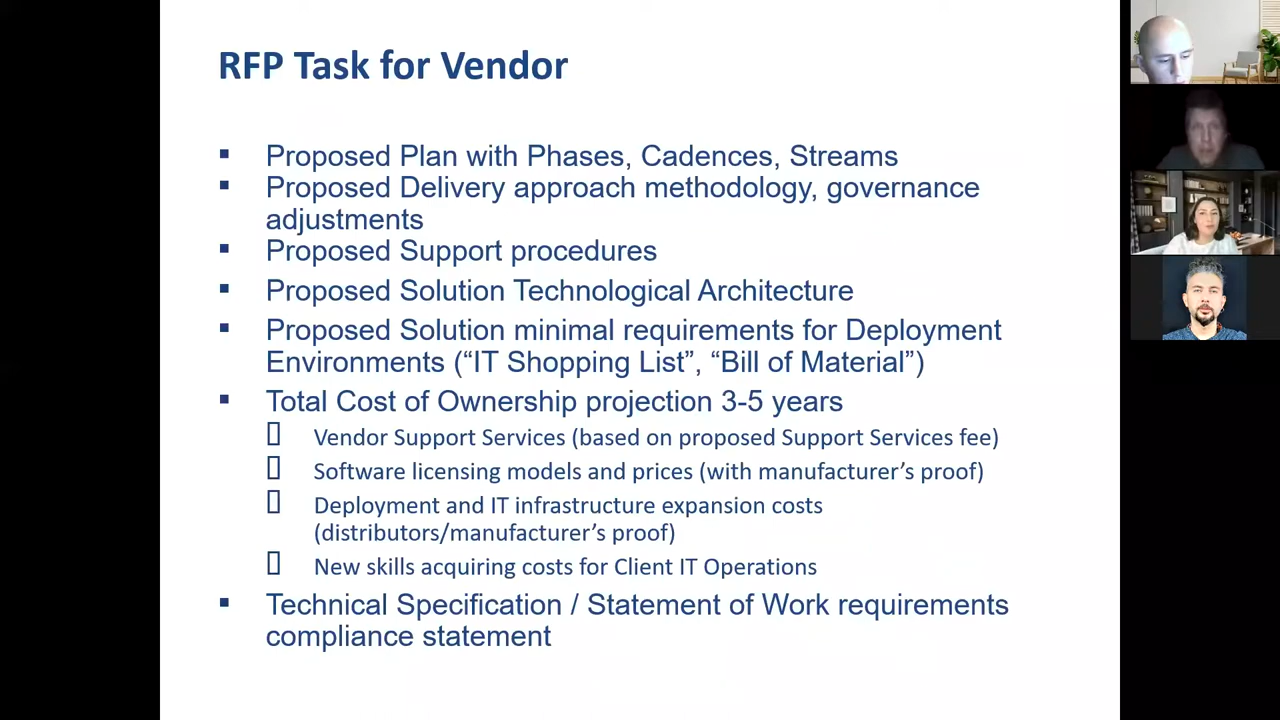 RFP Task for Vendor
▪ Proposed Plan with Phases, Cadences, Streams
▪ Proposed Delivery approach methodology, governance
adjustments
▪ Proposed Support procedures
▪ Proposed Solution Technological Architecture
▪ Proposed Solution minimal requirements for Deployment
Environments (“IT Shopping List”, “Bill of Material”)
▪ Total Cost of Ownership projection 3-5 years
▯ Vendor Support Services (based on proposed Support Services fee)
▯ Software licensing models and prices (with manufacturer’s proof)
▯ Deployment and IT infrastructure expansion costs
(distributors/manufacturer’s proof)
▯ New skills acquiring costs for Client IT Operations
▪ Technical Specification / Statement of Work requirements
compliance statement